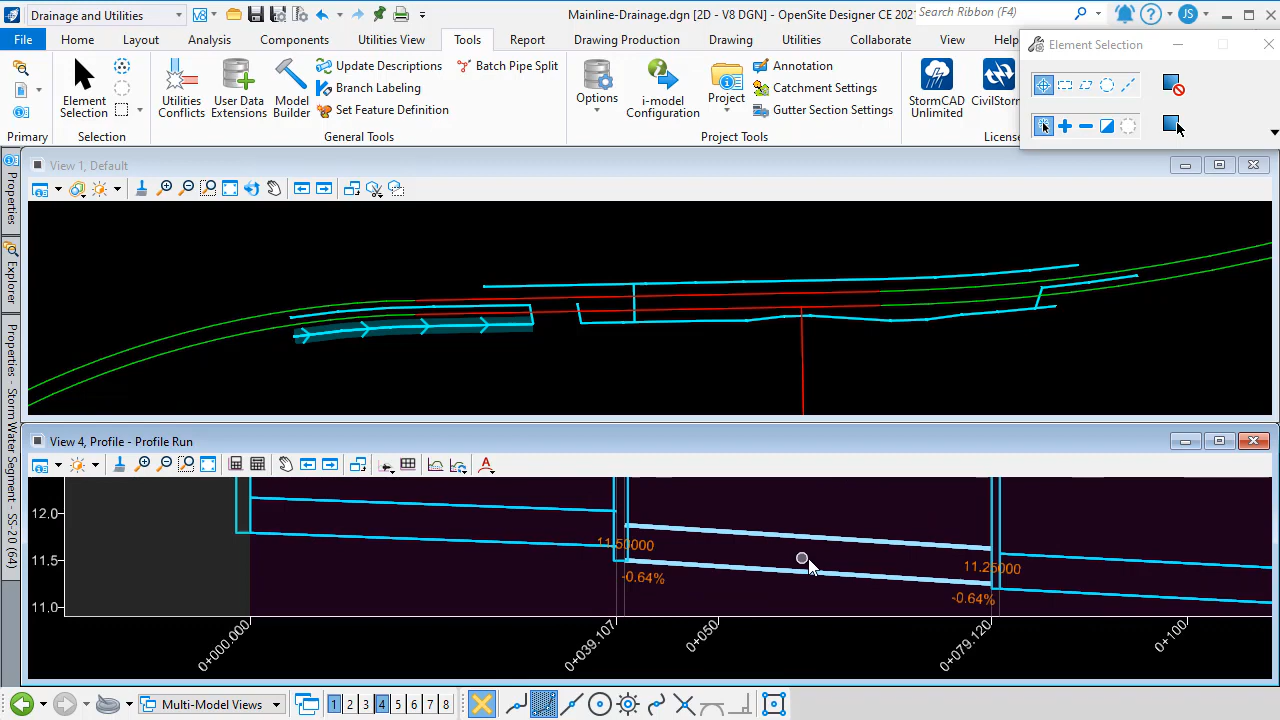 Drainage and Utilities
Mainline-Drainage.dgn [2D - V8 DGN] - OpenSite Designer CE 202
Search Ribbon (F4)
JS
File
Home
Layout
Analysis
Components
Utilities View
Tools
Report
Drawing Production
Drawing
Utilities
Collaborate
View
Hom
Element Selection
Primary
Element
Selection
Selection
Utilities
Conflicts
User Data
Extensions
Model
Builder
Update Descriptions
Branch Labeling
Set Feature Definition
Batch Pipe Split
General Tools
Options
i-model
Configuration
Project
Annotation
Catchment Settings
Gutter Section Settings
Project Tools
StormCAD
Unlimited
CivilStorm
License
Properties
Explorer
Properties - Storm Water Segment - SS-20 (64)
View 1, Default
View 4, Profile - Profile Run
12.0
11.5
11.0
11.50000
-0.64%
11.25000
-0.64%
0+000.000
0+039.107
0+050
0+079.120
0+100
Multi-Model Views
1 2 3 4 5 6 7 8